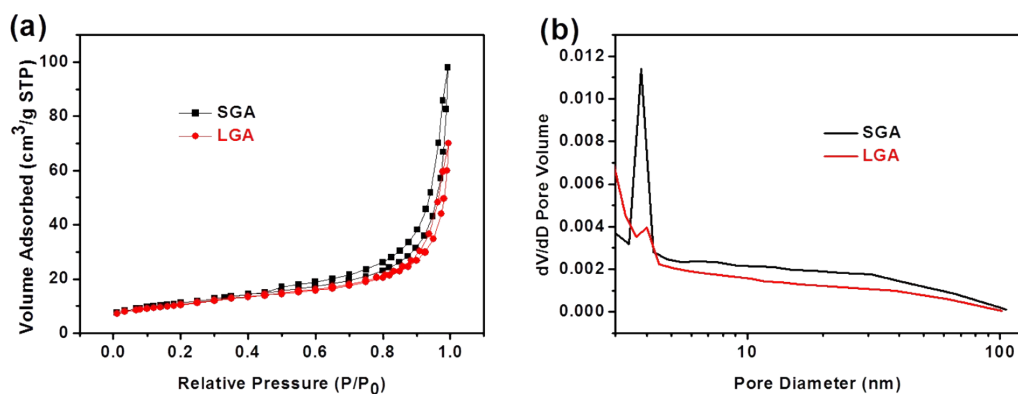 (a)
Volume Adsorbed (cm³/g STP)
100
80
60
40
20
0
SGA
LGA
0.0 0.2 0.4 0.6 0.8 1.0
Relative Pressure (P/P₀)
(b)
dV/dD Pore Volume
0.012
0.010
0.008
0.006
0.004
0.002
0.000
SGA
LGA
10 100
Pore Diameter (nm)